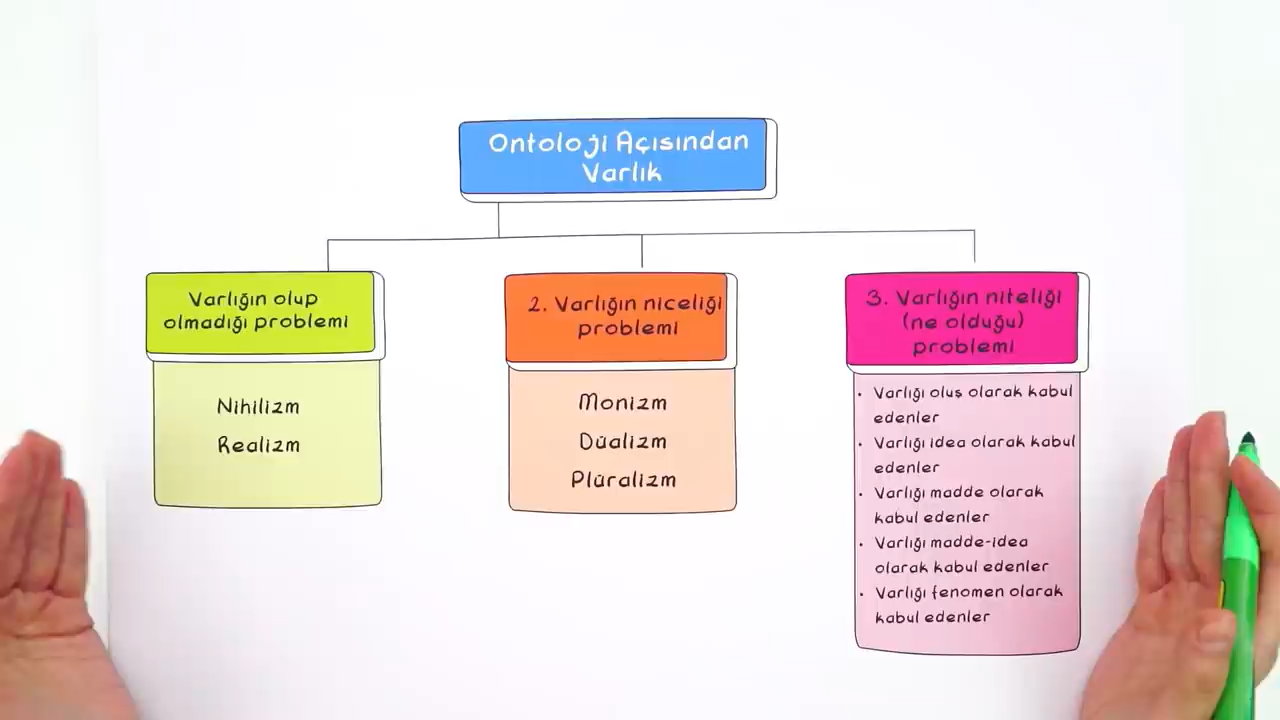 Ontoloji Açısından
Varlık
Varlığın olup
olmadığı problemi
Nihilizm
Realizm
2. Varlığın niceliği
problemi
Monizm
Düalizm
Plüralizm
3. Varlığın niteliği
(ne olduğu)
problemi
• Varlığı oluş olarak kabul
edenler
• Varlığı idea olarak kabul
edenler
• Varlığı madde olarak
kabul edenler
• Varlığı madde-idea
olarak kabul edenler
• Varlığı fenomen olarak
kabul edenler